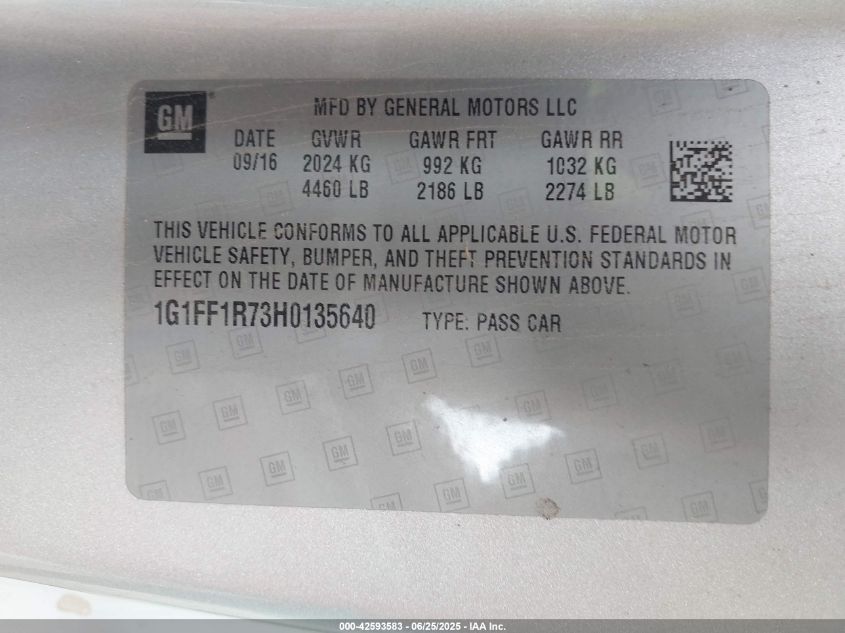 GM
MFD BY GENERAL MOTORS LLC
DATE GVWR GAWR FRT GAWR RR
09/16 2024 KG 992 KG 1032 KG
4460 LB 2186 LB 2274 LB
THIS VEHICLE CONFORMS TO ALL APPLICABLE U.S. FEDERAL MOTOR
VEHICLE SAFETY, BUMPER, AND THEFT PREVENTION STANDARDS IN
EFFECT ON THE DATE OF MANUFACTURE SHOWN ABOVE.
1G1FF1R73H0135640 TYPE: PASS CAR
000-42593583 / 06/25/2025 - IAA Inc.